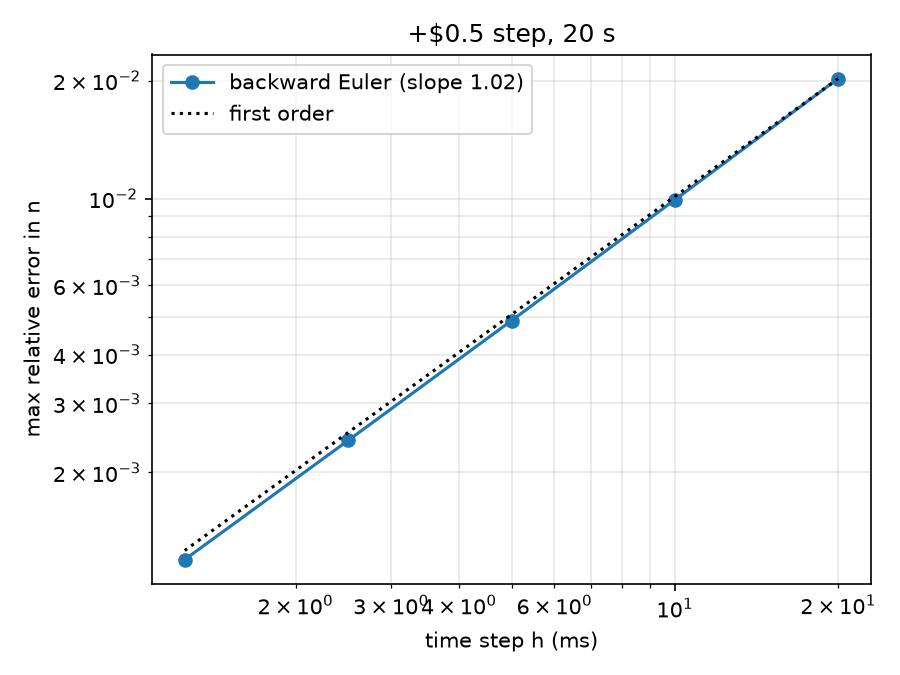 +$0.5 step, 20 s
backward Euler (slope 1.02)
first order
max relative error in n
2 × 10⁻²
10⁻²
6 × 10⁻³
4 × 10⁻³
3 × 10⁻³
2 × 10⁻³
2 × 10⁰ 3 × 10⁰ 4 × 10⁰ 6 × 10⁰ 10¹ 2 × 10¹
time step h (ms)